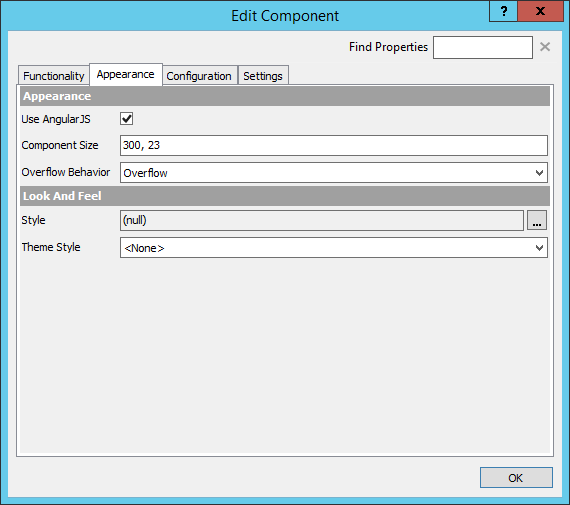 Edit Component
?
x
Find Properties
Functionality Appearance Configuration Settings
Appearance
Use AngularJS
Component Size 300, 23
Overflow Behavior Overflow
Look And Feel
Style (null) ...
Theme Style <None>
OK